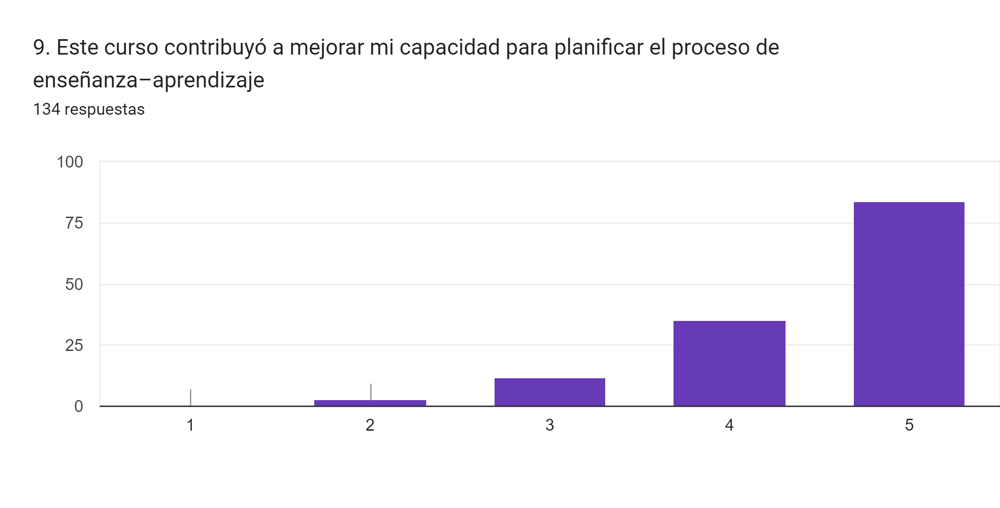 9. Este curso contribuyó a mejorar mi capacidad para planificar el proceso de
enseñanza–aprendizaje
134 respuestas
100
75
50
25
0
1 2 3 4 5